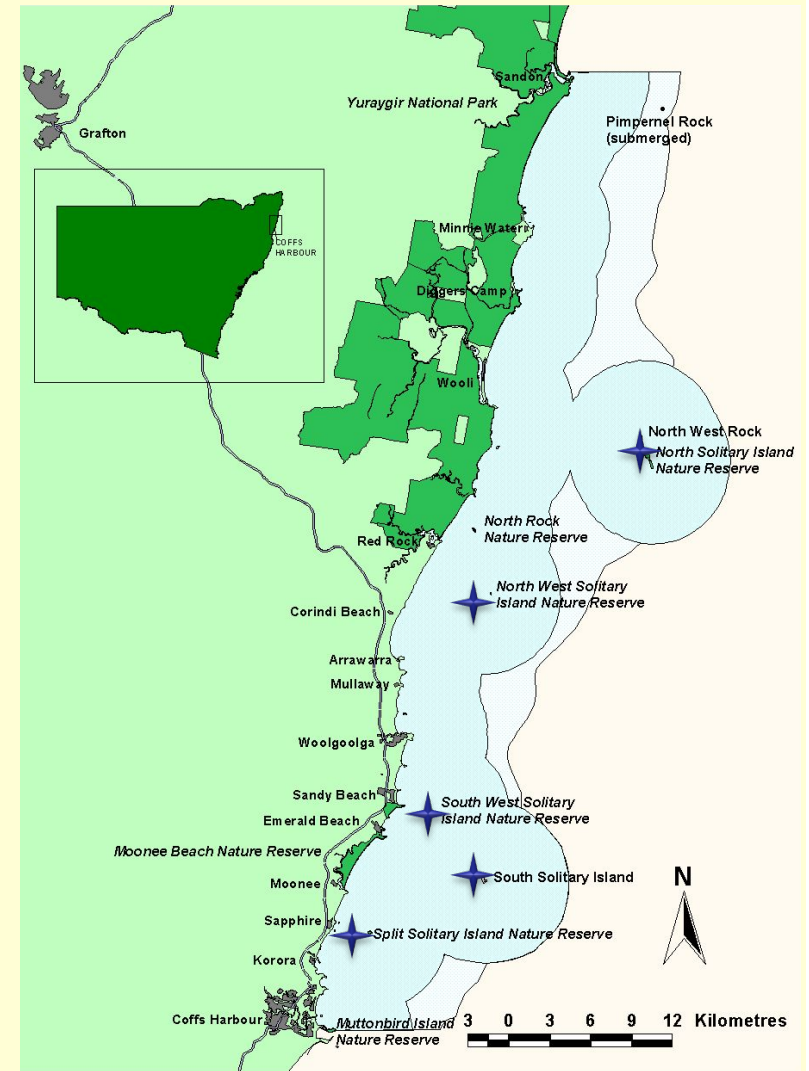 Sandon
Yuraygir National Park
Pimpernel Rock
(submerged)
Grafton
COFFS
HARBOUR
Minnie Water
Diggers Camp
Wooli
North West Rock
North Solitary Island
Nature Reserve
North Rock
Nature Reserve
Red Rock
North West Solitary
Island Nature Reserve
Corindi Beach
Arrawarra
Mullaway
Woolgoolga
Sandy Beach
South West Solitary
Island Nature Reserve
Emerald Beach
Moonee Beach Nature Reserve
Moonee
South Solitary Island
N
Sapphire
Split Solitary Island Nature Reserve
Korora
Coffs Harbour
Muttonbird Island
Nature Reserve
3 0 3 6 9 12 Kilometres